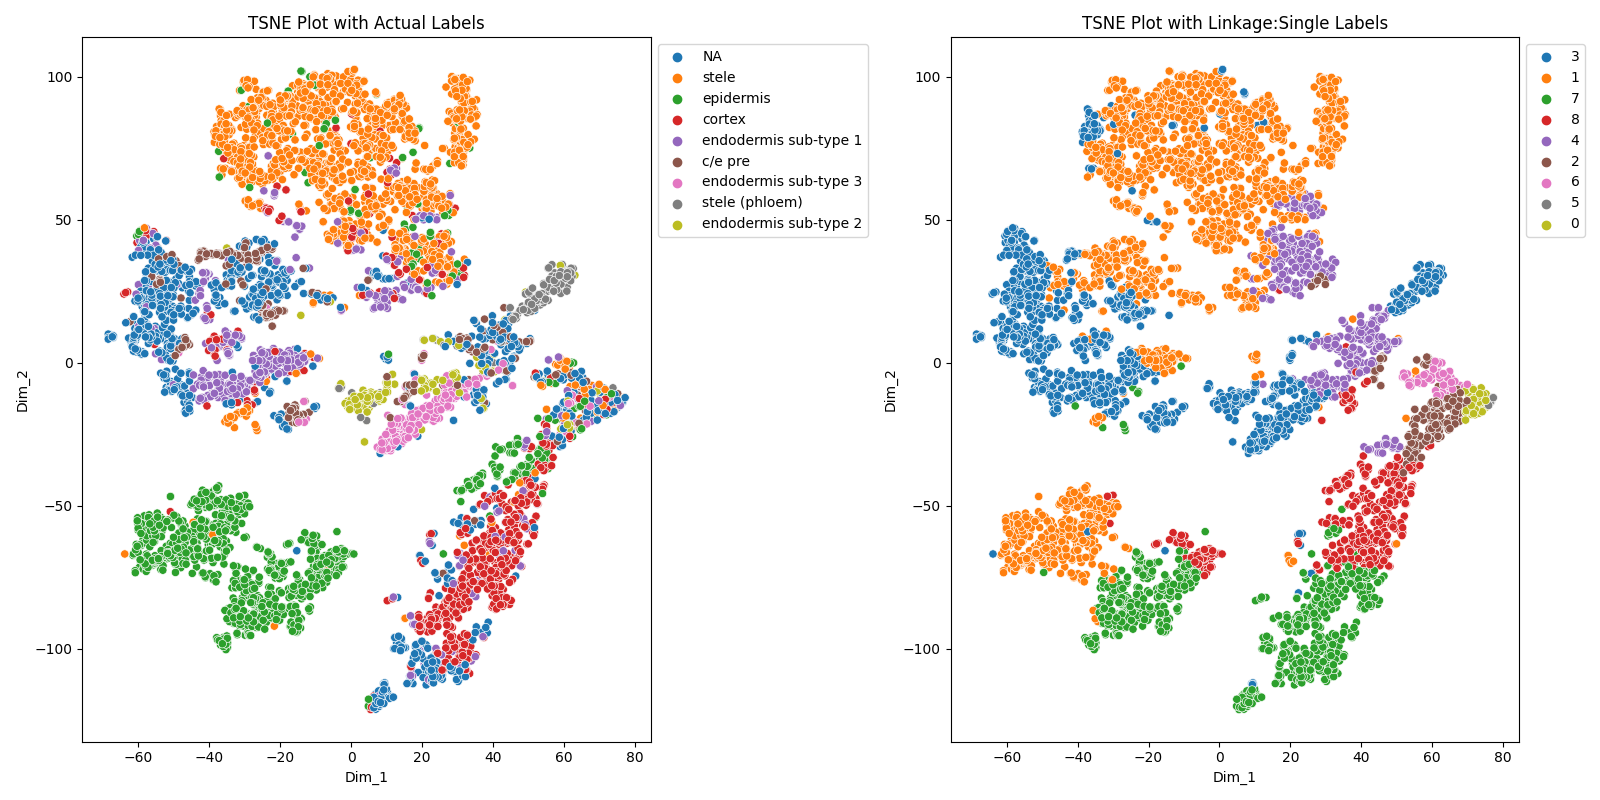 TSNE Plot with Actual Labels
100
50
0
−50
−100
Dim_2
−60
−40
−20
0
20
40
60
80
Dim_1
NA
stele
epidermis
cortex
endodermis sub-type 1
c/e pre
endodermis sub-type 3
stele (phloem)
endodermis sub-type 2
TSNE Plot with Linkage:Single Labels
100
50
0
−50
−100
Dim_2
−60
−40
−20
0
20
40
60
80
Dim_1
3
1
7
8
4
2
6
5
0